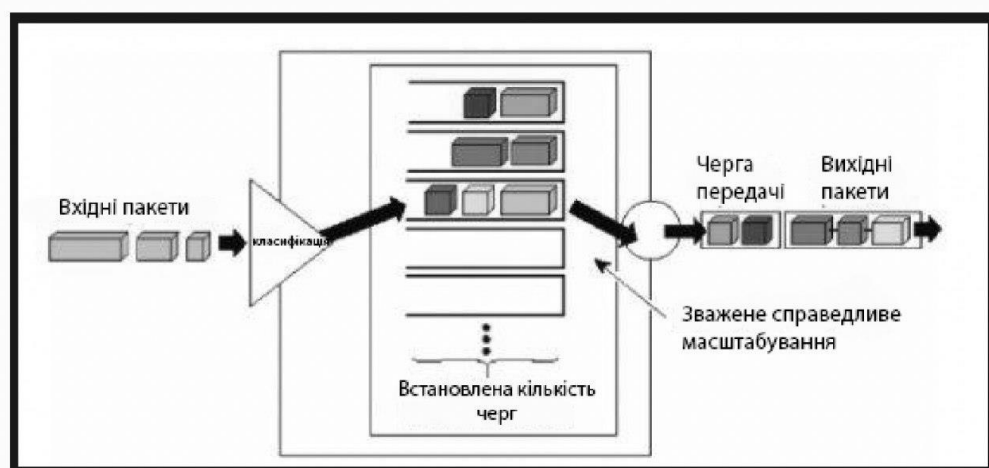 Вхідні пакети
класифікація
Встановлена кількість
черг
Черга
передачі
Вихідні
пакети
Зважене справедливе
масштабування